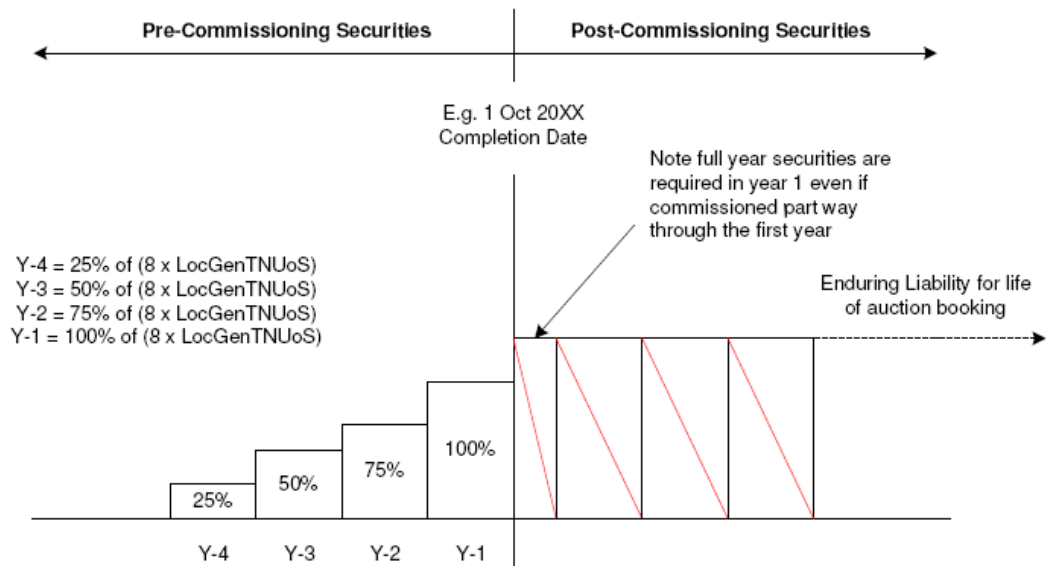 Pre-Commissioning Securities
Post-Commissioning Securities
E.g. 1 Oct 20XX
Completion Date
Note full year securities are
required in year 1 even if
commissioned part way
through the first year
Y-4 = 25% of (8 x LocGenTNUoS)
Y-3 = 50% of (8 x LocGenTNUoS)
Y-2 = 75% of (8 x LocGenTNUoS)
Y-1 = 100% of (8 x LocGenTNUoS)
Enduring Liability for life
of auction booking
25%
50%
75%
100%
Y-4
Y-3
Y-2
Y-1